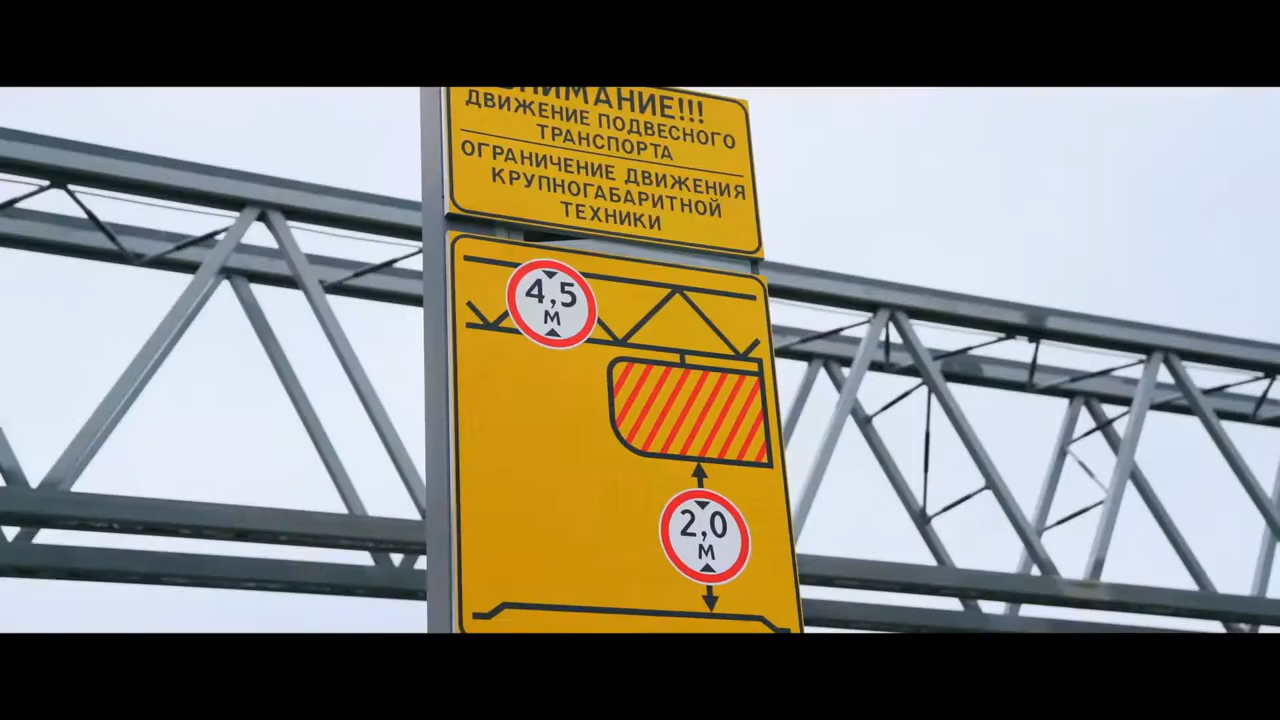 ВНИМАНИЕ!!!
ДВИЖЕНИЕ ПОДВЕСНОГО
ТРАНСПОРТА
ОГРАНИЧЕНИЕ ДВИЖЕНИЯ
КРУПНОГАБАРИТНОЙ
ТЕХНИКИ
4,5
М
2,0
М